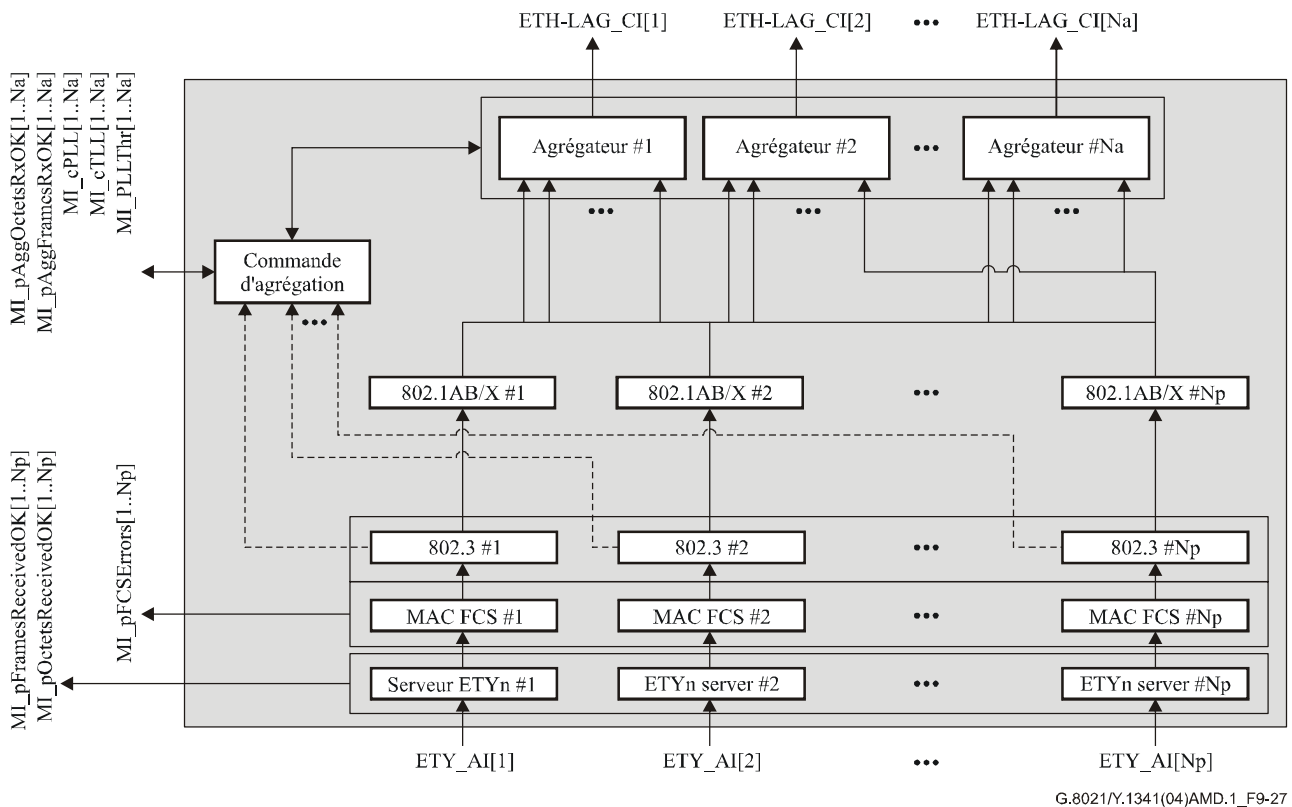 ETH-LAG_CI[1]
ETH-LAG_CI[2]
ETH-LAG_CI[Na]
MI_pAggOctetsRxOK[1..Na]
MI_pAggFramesRxOK[1..Na]
MI_cPLL[1..Na]
MI_cTLL[1..Na]
MI_PLLThr[1..Na]
Agrégateur #1
Agrégateur #2
Agrégateur #Na
Commande
d'agrégation
802.1AB/X #1
802.1AB/X #2
802.1AB/X #Np
MI_pFramesReceivedOK[1..Np]
MI_pOctetsReceivedOK[1..Np]
MI_pFCSErrors[1..Np]
802.3 #1
802.3 #2
802.3 #Np
MAC FCS #1
MAC FCS #2
MAC FCS #Np
Serveur ETYn #1
ETYn server #2
ETYn server #Np
ETY_AI[1]
ETY_AI[2]
ETY_AI[Np]
G.8021/Y.1341(04)AMD.1_F9-27